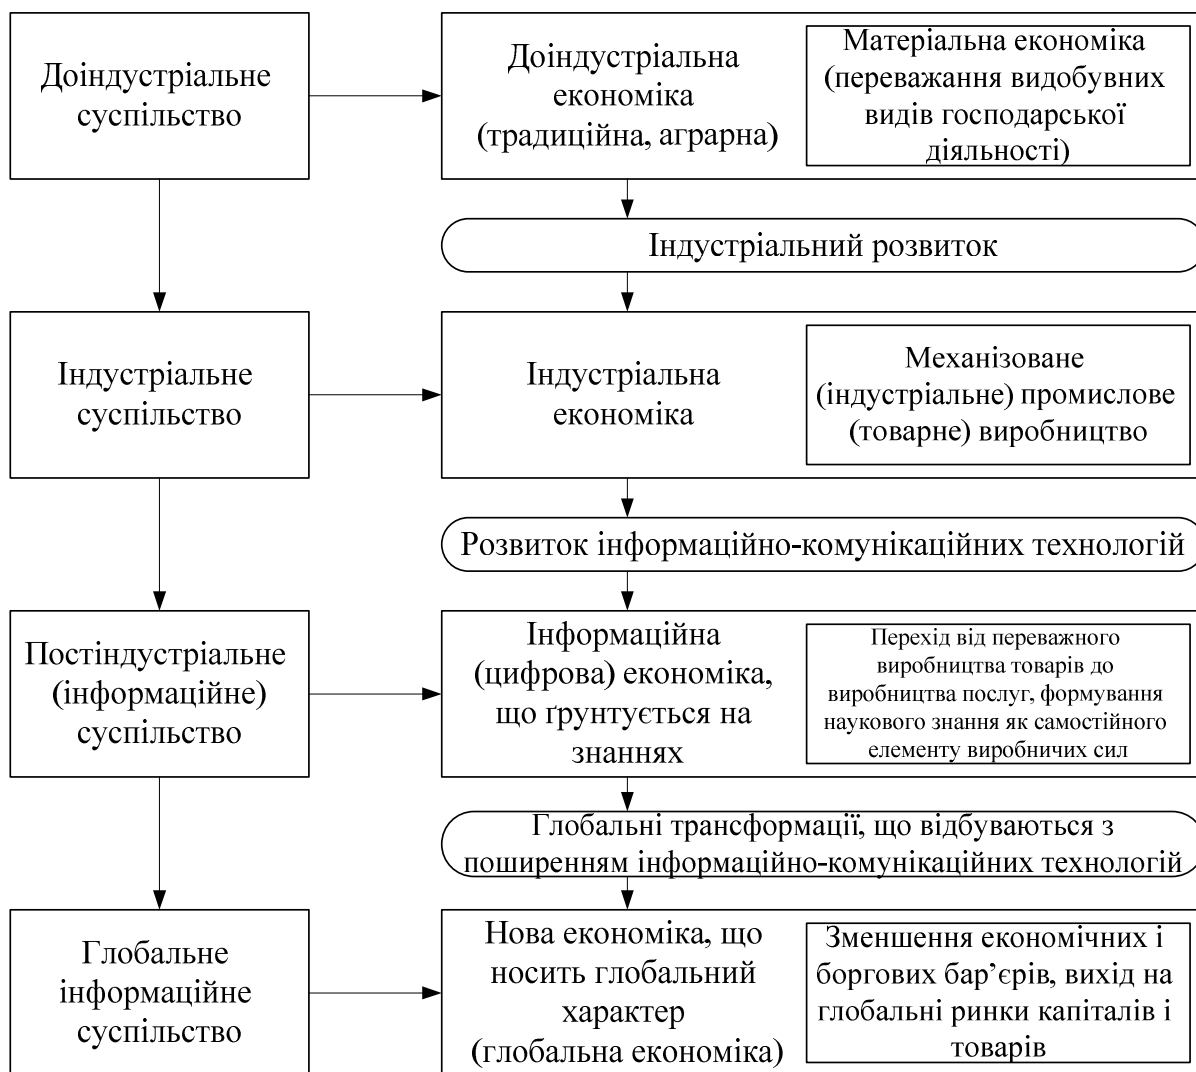 Доіндустріальне
суспільство
Доіндустріальна
економіка
(традиційна, аграрна)
Матеріальна економіка
(переважання видобувних
видів господарської
діяльності)
Індустріальний розвиток
Індустріальне
суспільство
Індустріальна
економіка
Механізоване
(індустріальне) промислове
(товарне) виробництво
Розвиток інформаційно-комунікаційних технологій
Постіндустріальне
(інформаційне)
суспільство
Інформаційна
(цифрова) економіка,
що ґрунтується на
знаннях
Перехід від переважного
виробництва товарів до
виробництва послуг, формування
наукового знання як самостійного
елементу виробничих сил
Глобальні трансформації, що відбуваються з
поширенням інформаційно-комунікаційних технологій
Глобальне
інформаційне
суспільство
Нова економіка, що
носить глобальний
характер
(глобальна економіка)
Зменшення економічних і
боргових бар’єрів, вихід на
глобальні ринки капіталів і
товарів